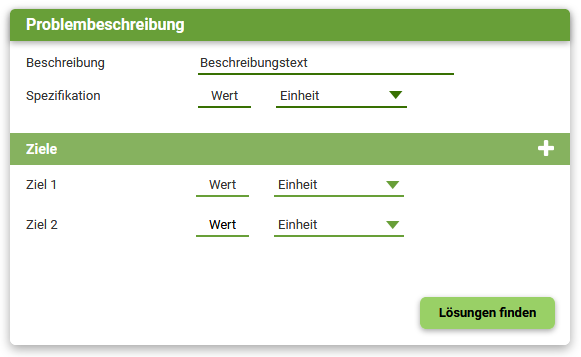 Problembeschreibung
Beschreibung Beschreibungstext
Spezifikation Wert Einheit
Ziele
Ziel 1 Wert Einheit
Ziel 2 Wert Einheit
Lösungen finden